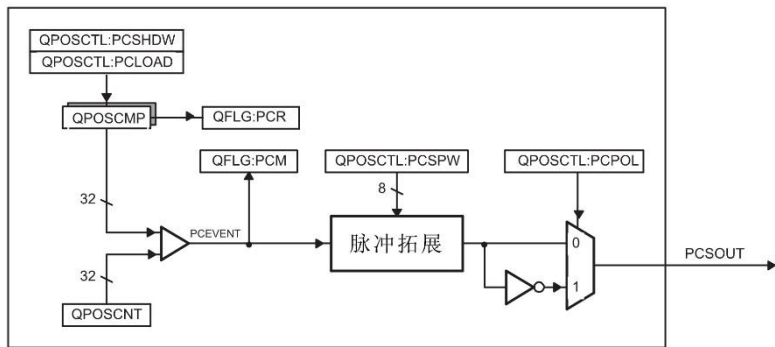 QPOSCTL:PCSHDW
QPOSCTL:PCLOAD
QPOSCMP
QFLG:PCR
QFLG:PCM
QPOSCTL:PCSPW
QPOSCTL:PCPOL
32
8
PCEVENT
脉冲拓展
0
PCSOUT
32
1
QPOSCNT